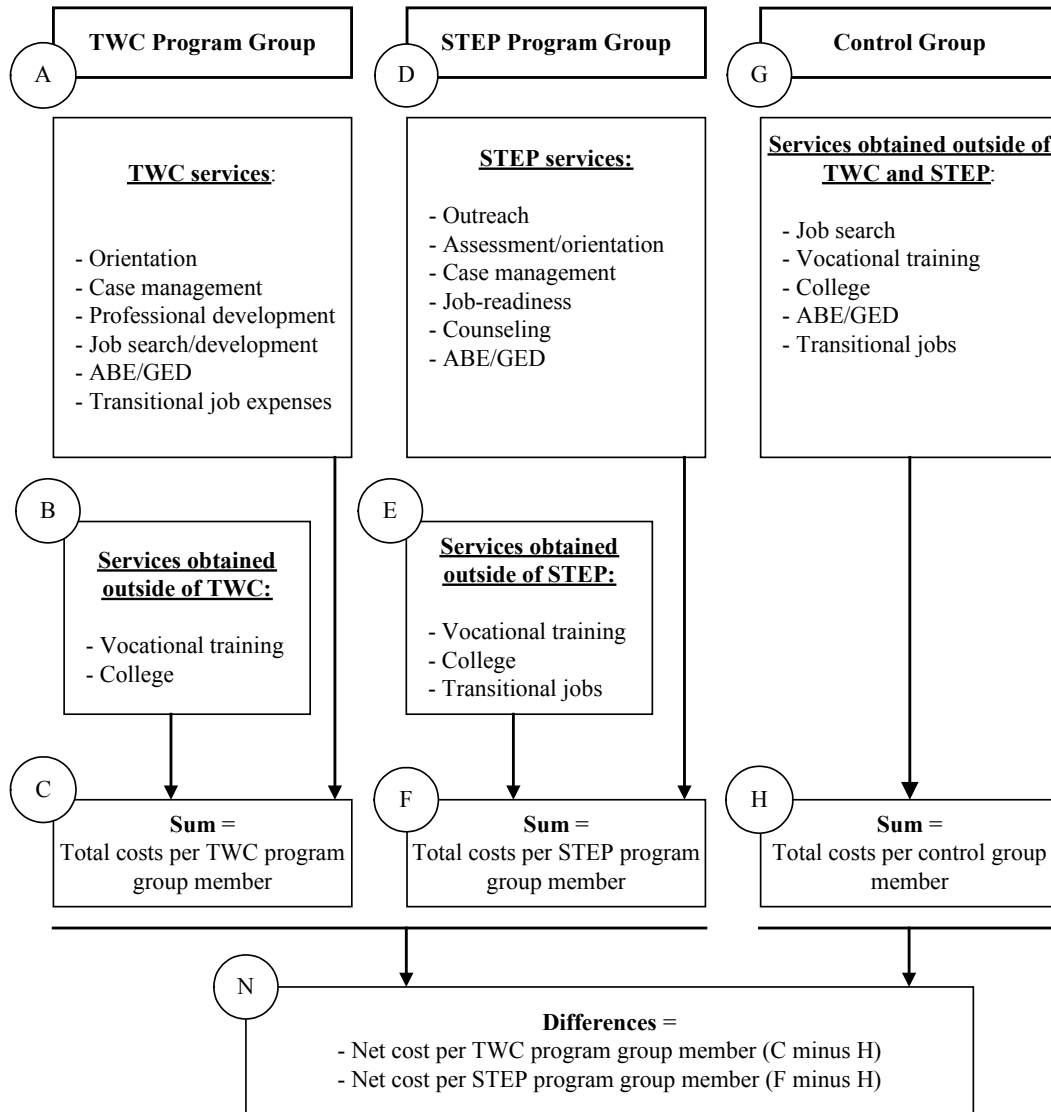 TWC Program Group
STEP Program Group
Control Group
A
D
G
TWC services:
- Orientation
- Case management
- Professional development
- Job search/development
- ABE/GED
- Transitional job expenses
STEP services:
- Outreach
- Assessment/orientation
- Case management
- Job-readiness
- Counseling
- ABE/GED
Services obtained outside of
TWC and STEP:
- Job search
- Vocational training
- College
- ABE/GED
- Transitional jobs
B
Services obtained
outside of TWC:
- Vocational training
- College
E
Services obtained
outside of STEP:
- Vocational training
- College
- Transitional jobs
C
Sum =
Total costs per TWC program
group member
F
Sum =
Total costs per STEP program
group member
H
Sum =
Total costs per control group
member
N
Differences =
- Net cost per TWC program group member (C minus H)
- Net cost per STEP program group member (F minus H)